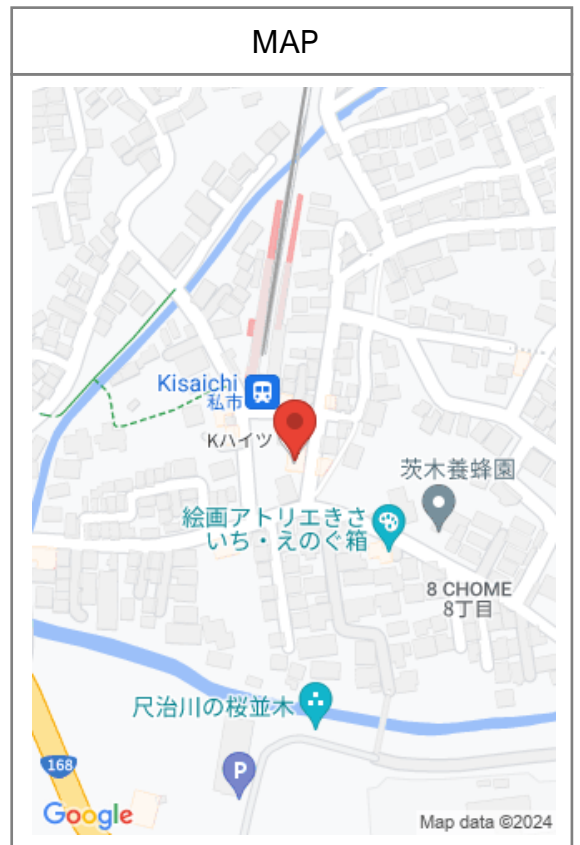 MAP
Kisaichi
私市
Kハイツ
茨木養蜂園
絵画アトリエきさ
いち・えのぐ箱
8 CHOME
8丁目
尺治川の桜並木
168
P
Google
Map data ©2024